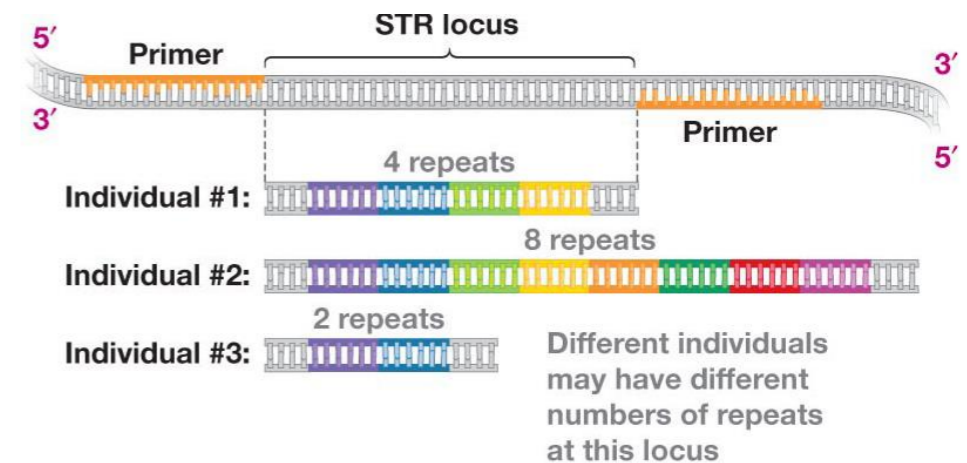 STR locus
5′
Primer
3′
3′
Primer
5′
4 repeats
Individual #1:
8 repeats
Individual #2:
2 repeats
Individual #3:
Different individuals
may have different
numbers of repeats
at this locus